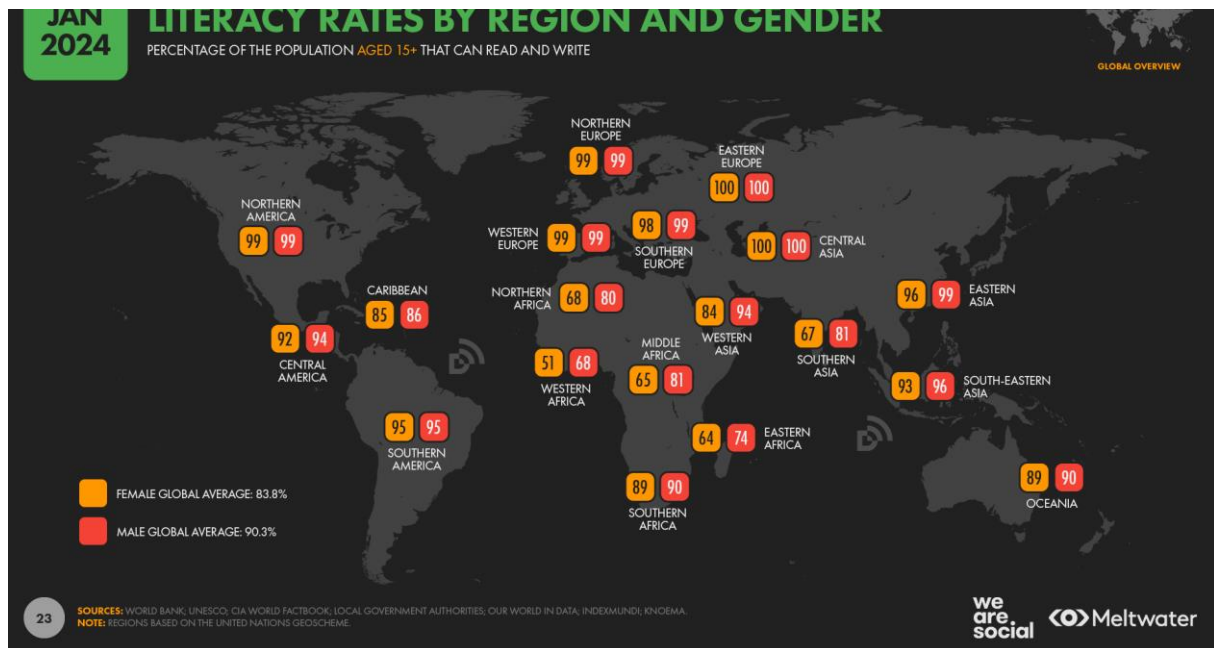 JAN
2024
LITERACY RATES BY REGION AND GENDER
PERCENTAGE OF THE POPULATION AGED 15+ THAT CAN READ AND WRITE
GLOBAL OVERVIEW
NORTHERN
EUROPE
99 99
EASTERN
EUROPE
100 100
NORTHERN
AMERICA
99 99
WESTERN
EUROPE
99 99
98 99
SOUTHERN
EUROPE
100 100
CENTRAL
ASIA
CARIBBEAN
85 86
NORTHERN
AFRICA
68 80
84 94
WESTERN
ASIA
96 99
EASTERN
ASIA
92 94
CENTRAL
AMERICA
51 68
WESTERN
AFRICA
MIDDLE
AFRICA
65 81
67 81
SOUTHERN
ASIA
93 96
SOUTH-EASTERN
ASIA
95 95
SOUTHERN
AMERICA
64 74
EASTERN
AFRICA
89 90
SOUTHERN
AFRICA
89 90
OCEANIA
FEMALE GLOBAL AVERAGE: 83.8%
MALE GLOBAL AVERAGE: 90.3%
23
SOURCES: WORLD BANK; UNESCO; CIA WORLD FACTBOOK; LOCAL GOVERNMENT AUTHORITIES; OUR WORLD IN DATA; INDEXMUNDI; KNOEMA.
NOTE: REGIONS BASED ON THE UNITED NATIONS GEOSCHEME.
we
are.
social
Meltwater